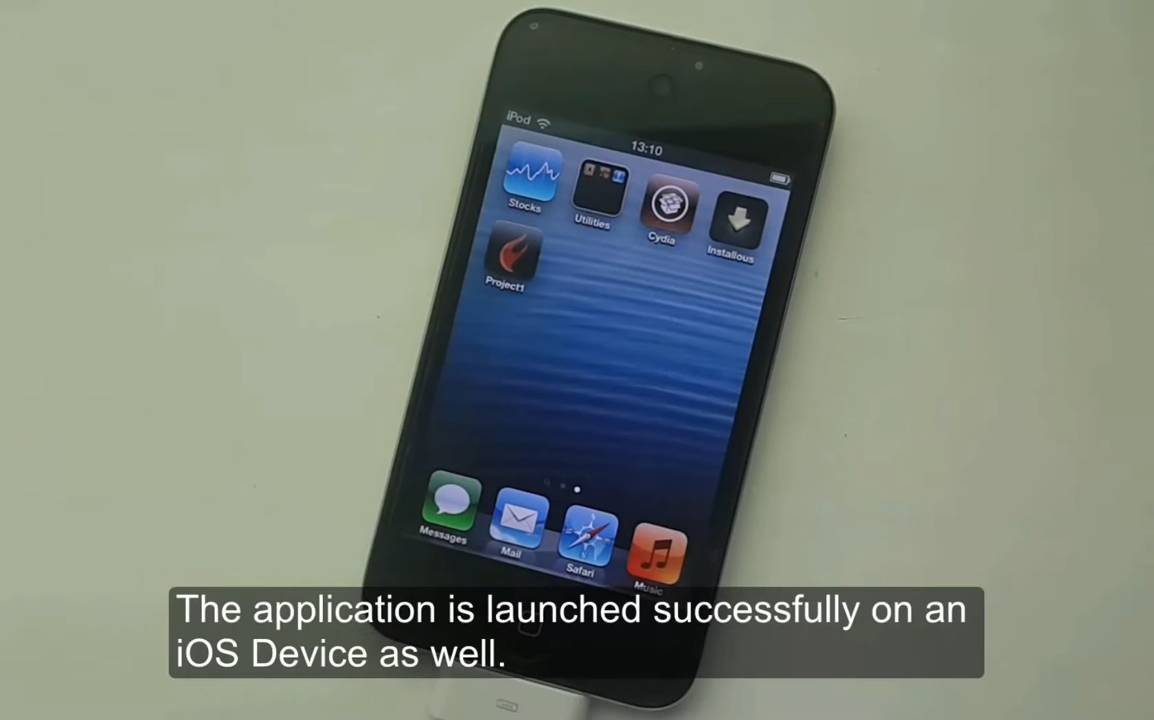 iPod
13:10
Stocks
Utilities
Cydia
Installous
Project1
Messages
Mail
Safari
Music
The application is launched successfully on an
iOS Device as well.